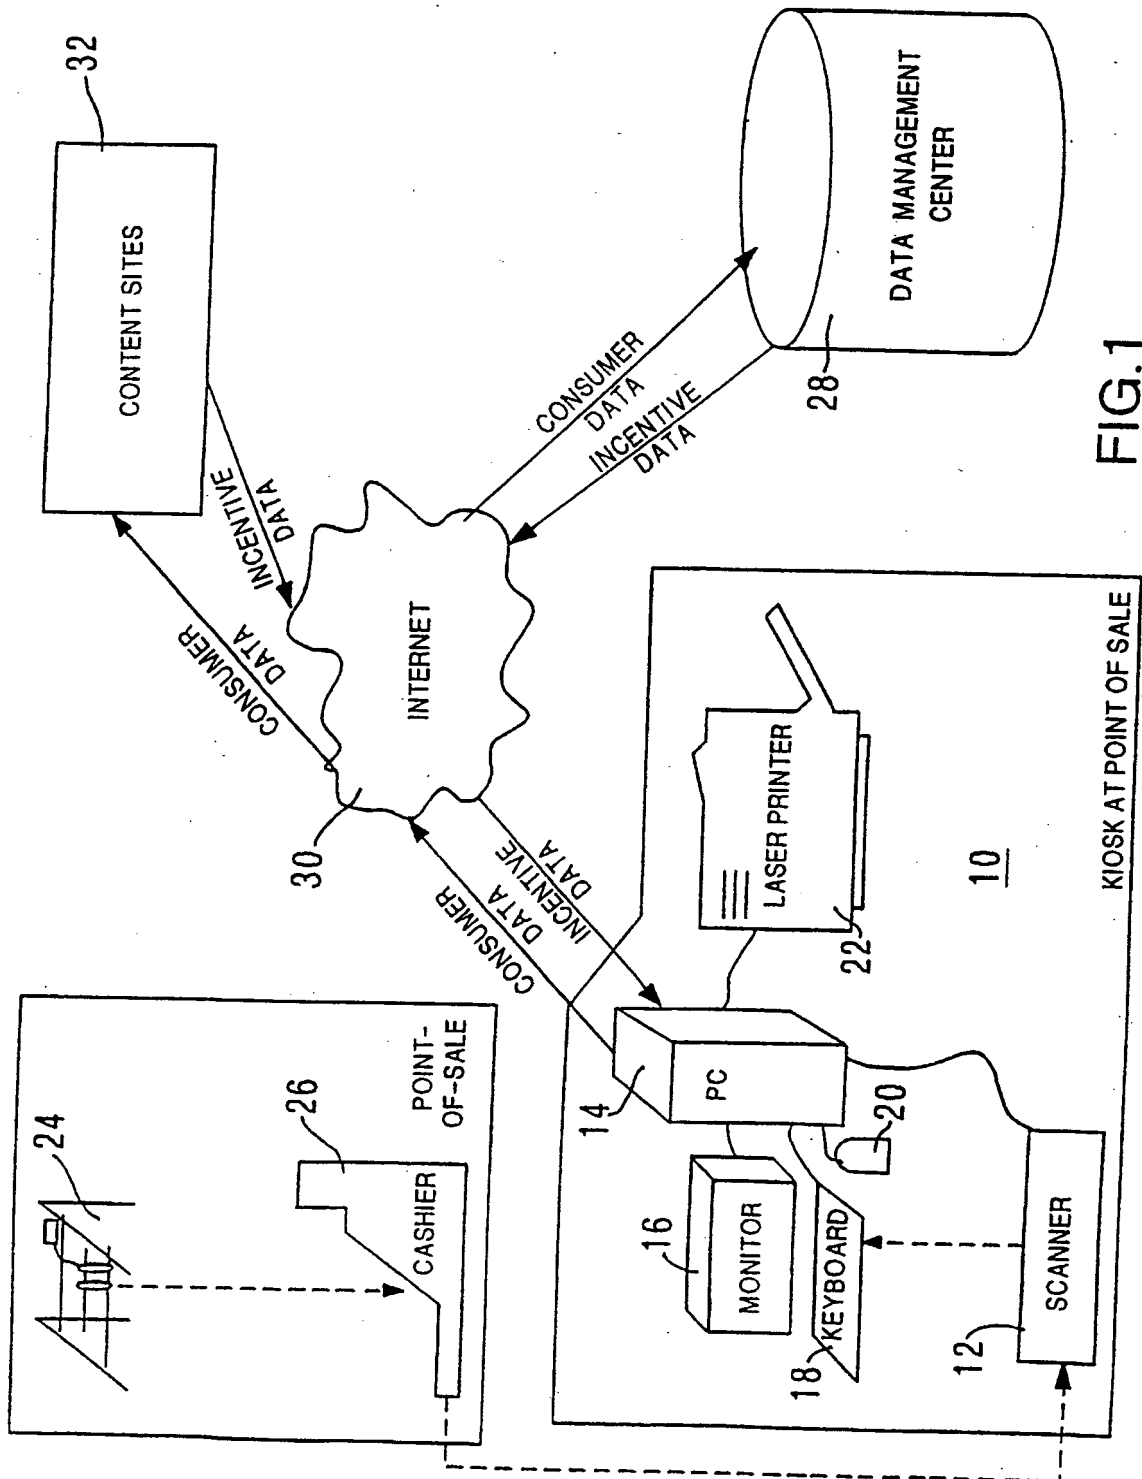 24
26
CASHIER
POINT-
OF-SALE
32
CONTENT SITES
CONSUMER
DATA
INCENTIVE
DATA
30
INTERNET
CONSUMER
DATA
INCENTIVE
DATA
CONSUMER
DATA
INCENTIVE
DATA
28
DATA MANAGEMENT
CENTER
14
PC
16
MONITOR
18
KEYBOARD
20
22
LASER PRINTER
12
SCANNER
10
KIOSK AT POINT OF SALE
FIG. 1